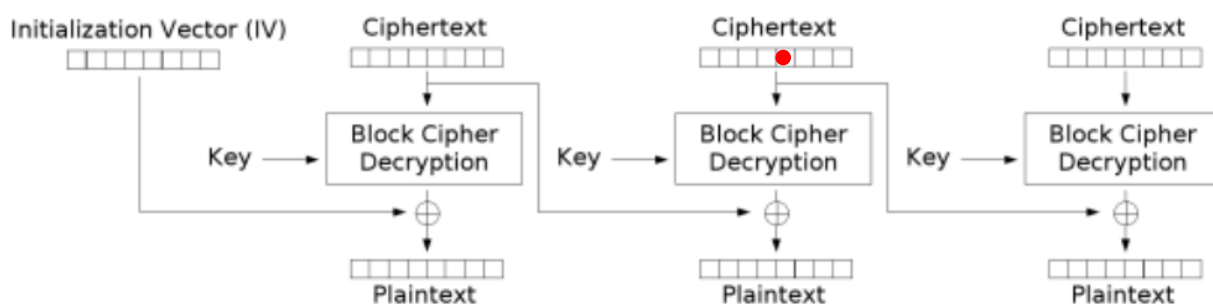 Initialization Vector (IV)
Ciphertext
Ciphertext
Ciphertext
Key
Block Cipher
Decryption
Key
Block Cipher
Decryption
Key
Block Cipher
Decryption
Plaintext
Plaintext
Plaintext